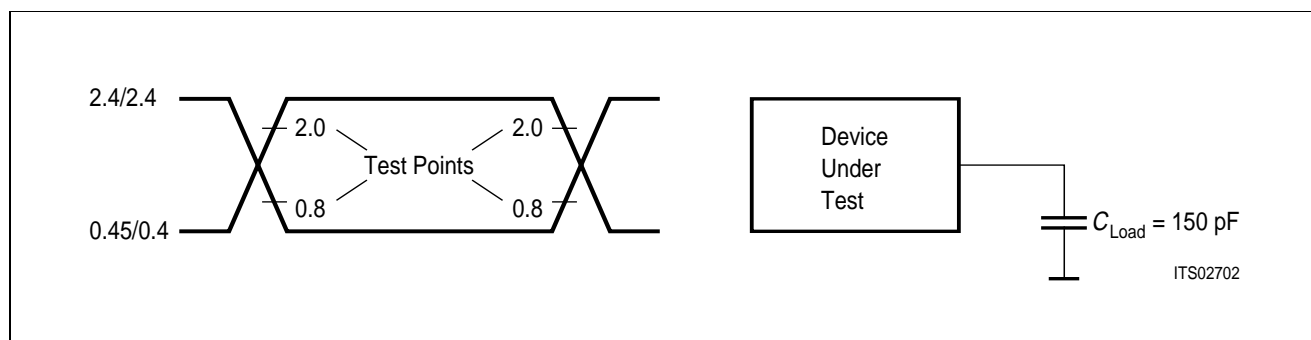 2.4/2.4
2.0
2.0
Test Points
0.8
0.8
0.45/0.4
Device
Under
Test
C Load = 150 pF
ITS02702